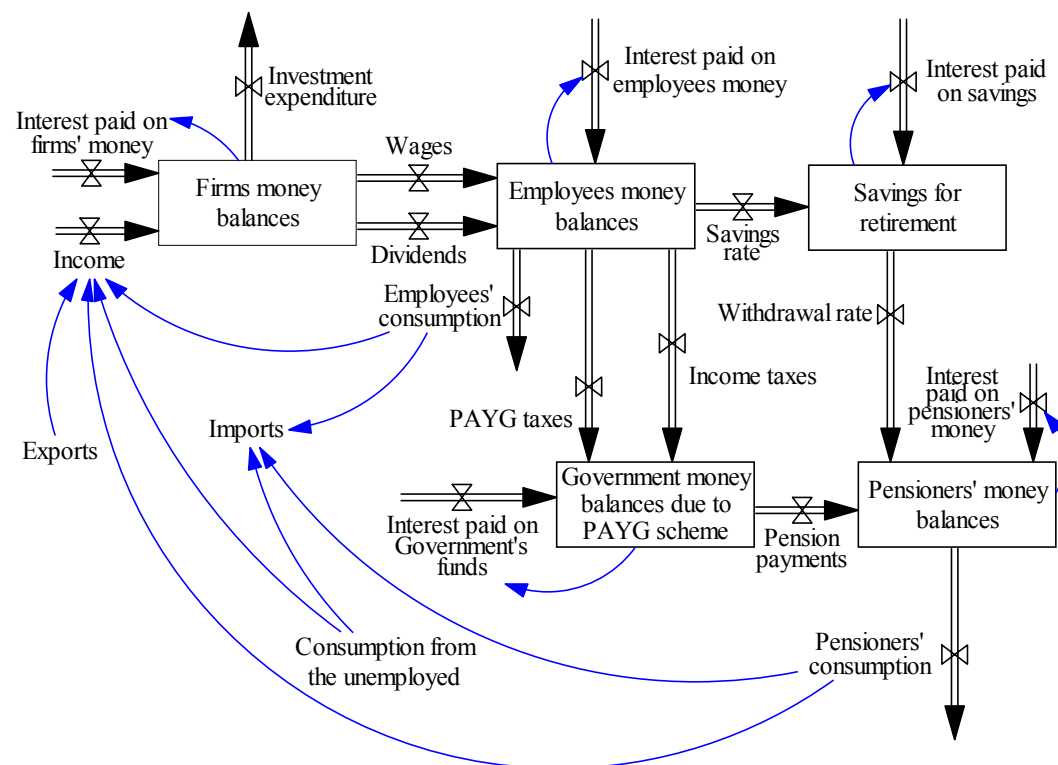 Investment
expenditure
Interest paid on
employees money
Interest paid
on savings
Interest paid on
firms' money
Wages
Firms money
balances
Employees money
balances
Savings for
retirement
Income
Dividends
Savings
rate
Employees'
consumption
Withdrawal rate
Income taxes
Interest
paid on
pensioners'
money
PAYG taxes
Imports
Exports
Government money
balances due to
PAYG scheme
Pensioners' money
balances
Interest paid on
Government's
funds
Pension
payments
Consumption from
the unemployed
Pensioners'
consumption